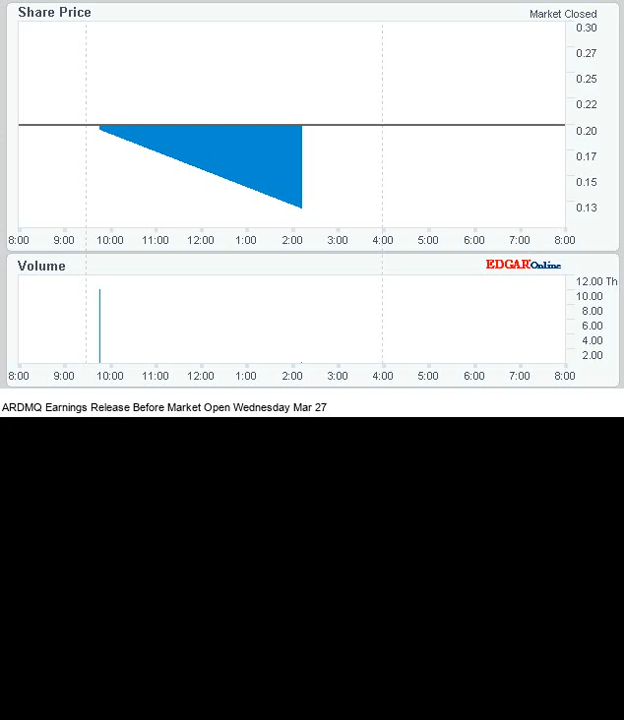 Share Price
Market Closed
0.30
0.27
0.25
0.22
0.20
0.17
0.15
0.13
8:00 9:00 10:00 11:00 12:00 1:00 2:00 3:00 4:00 5:00 6:00 7:00 8:00
Volume
EDGAR Online
12.00 Th
10.00
8.00
6.00
4.00
2.00
8:00 9:00 10:00 11:00 12:00 1:00 2:00 3:00 4:00 5:00 6:00 7:00 8:00
ARDMQ Earnings Release Before Market Open Wednesday Mar 27